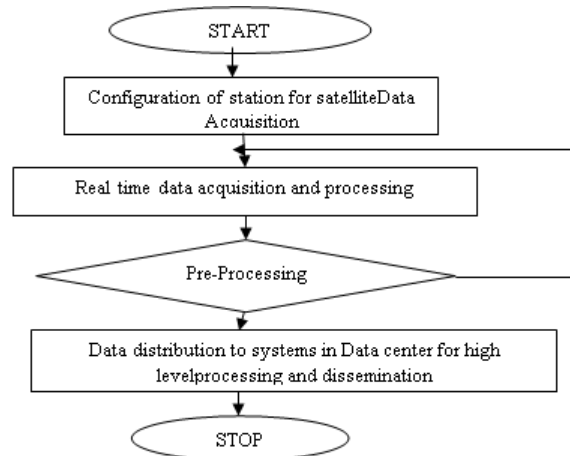 START
Configuration of station for satelliteData
Acquisition
Real time data acquisition and processing
Pre-Processing
Data distribution to systems in Data center for high
levelprocessing and dissemination
STOP